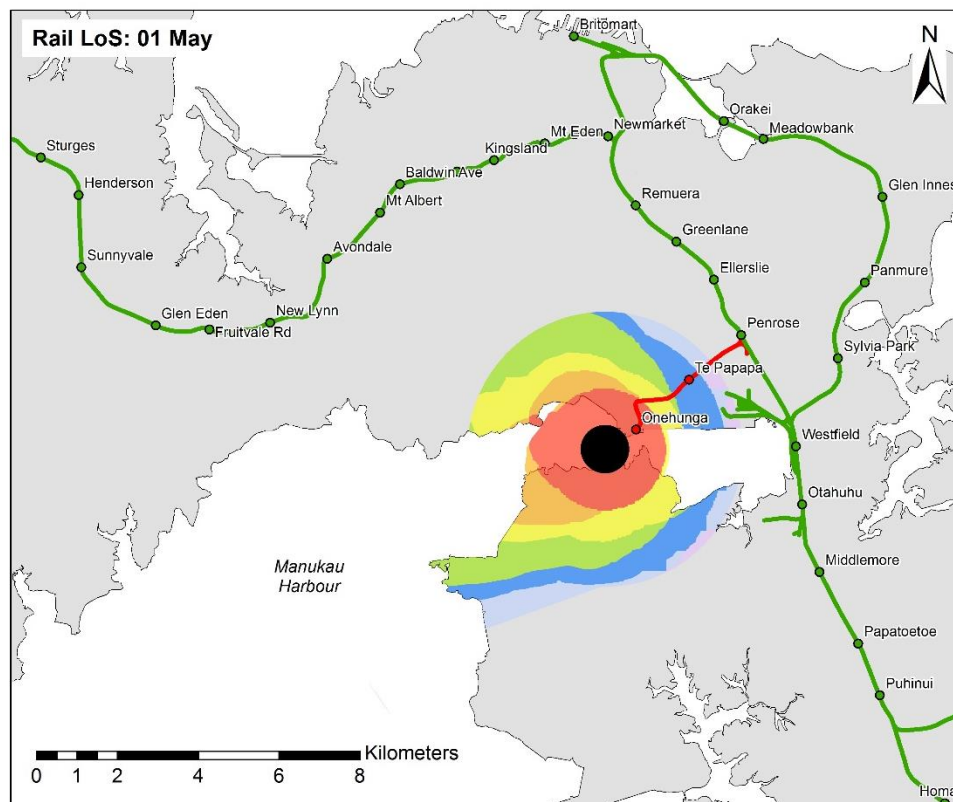 Rail LoS: 01 May
N
Britomart
Orakei
Meadowbank
Mt Eden
Newmarket
Kingsland
Sturges
Baldwin Ave
Henderson
Mt Albert
Remuera
Glen Innes
Greenlane
Avondale
Sunnyvale
Ellerslie
Panmure
Glen Eden
New Lynn
Fruitvale Rd
Penrose
Sylvia Park
Te Papapa
Onehunga
Westfield
Otahuhu
Manukau
Harbour
Middlemore
Papatoetoe
Puhinui
Kilometers
0 1 2 4 6 8
Homa